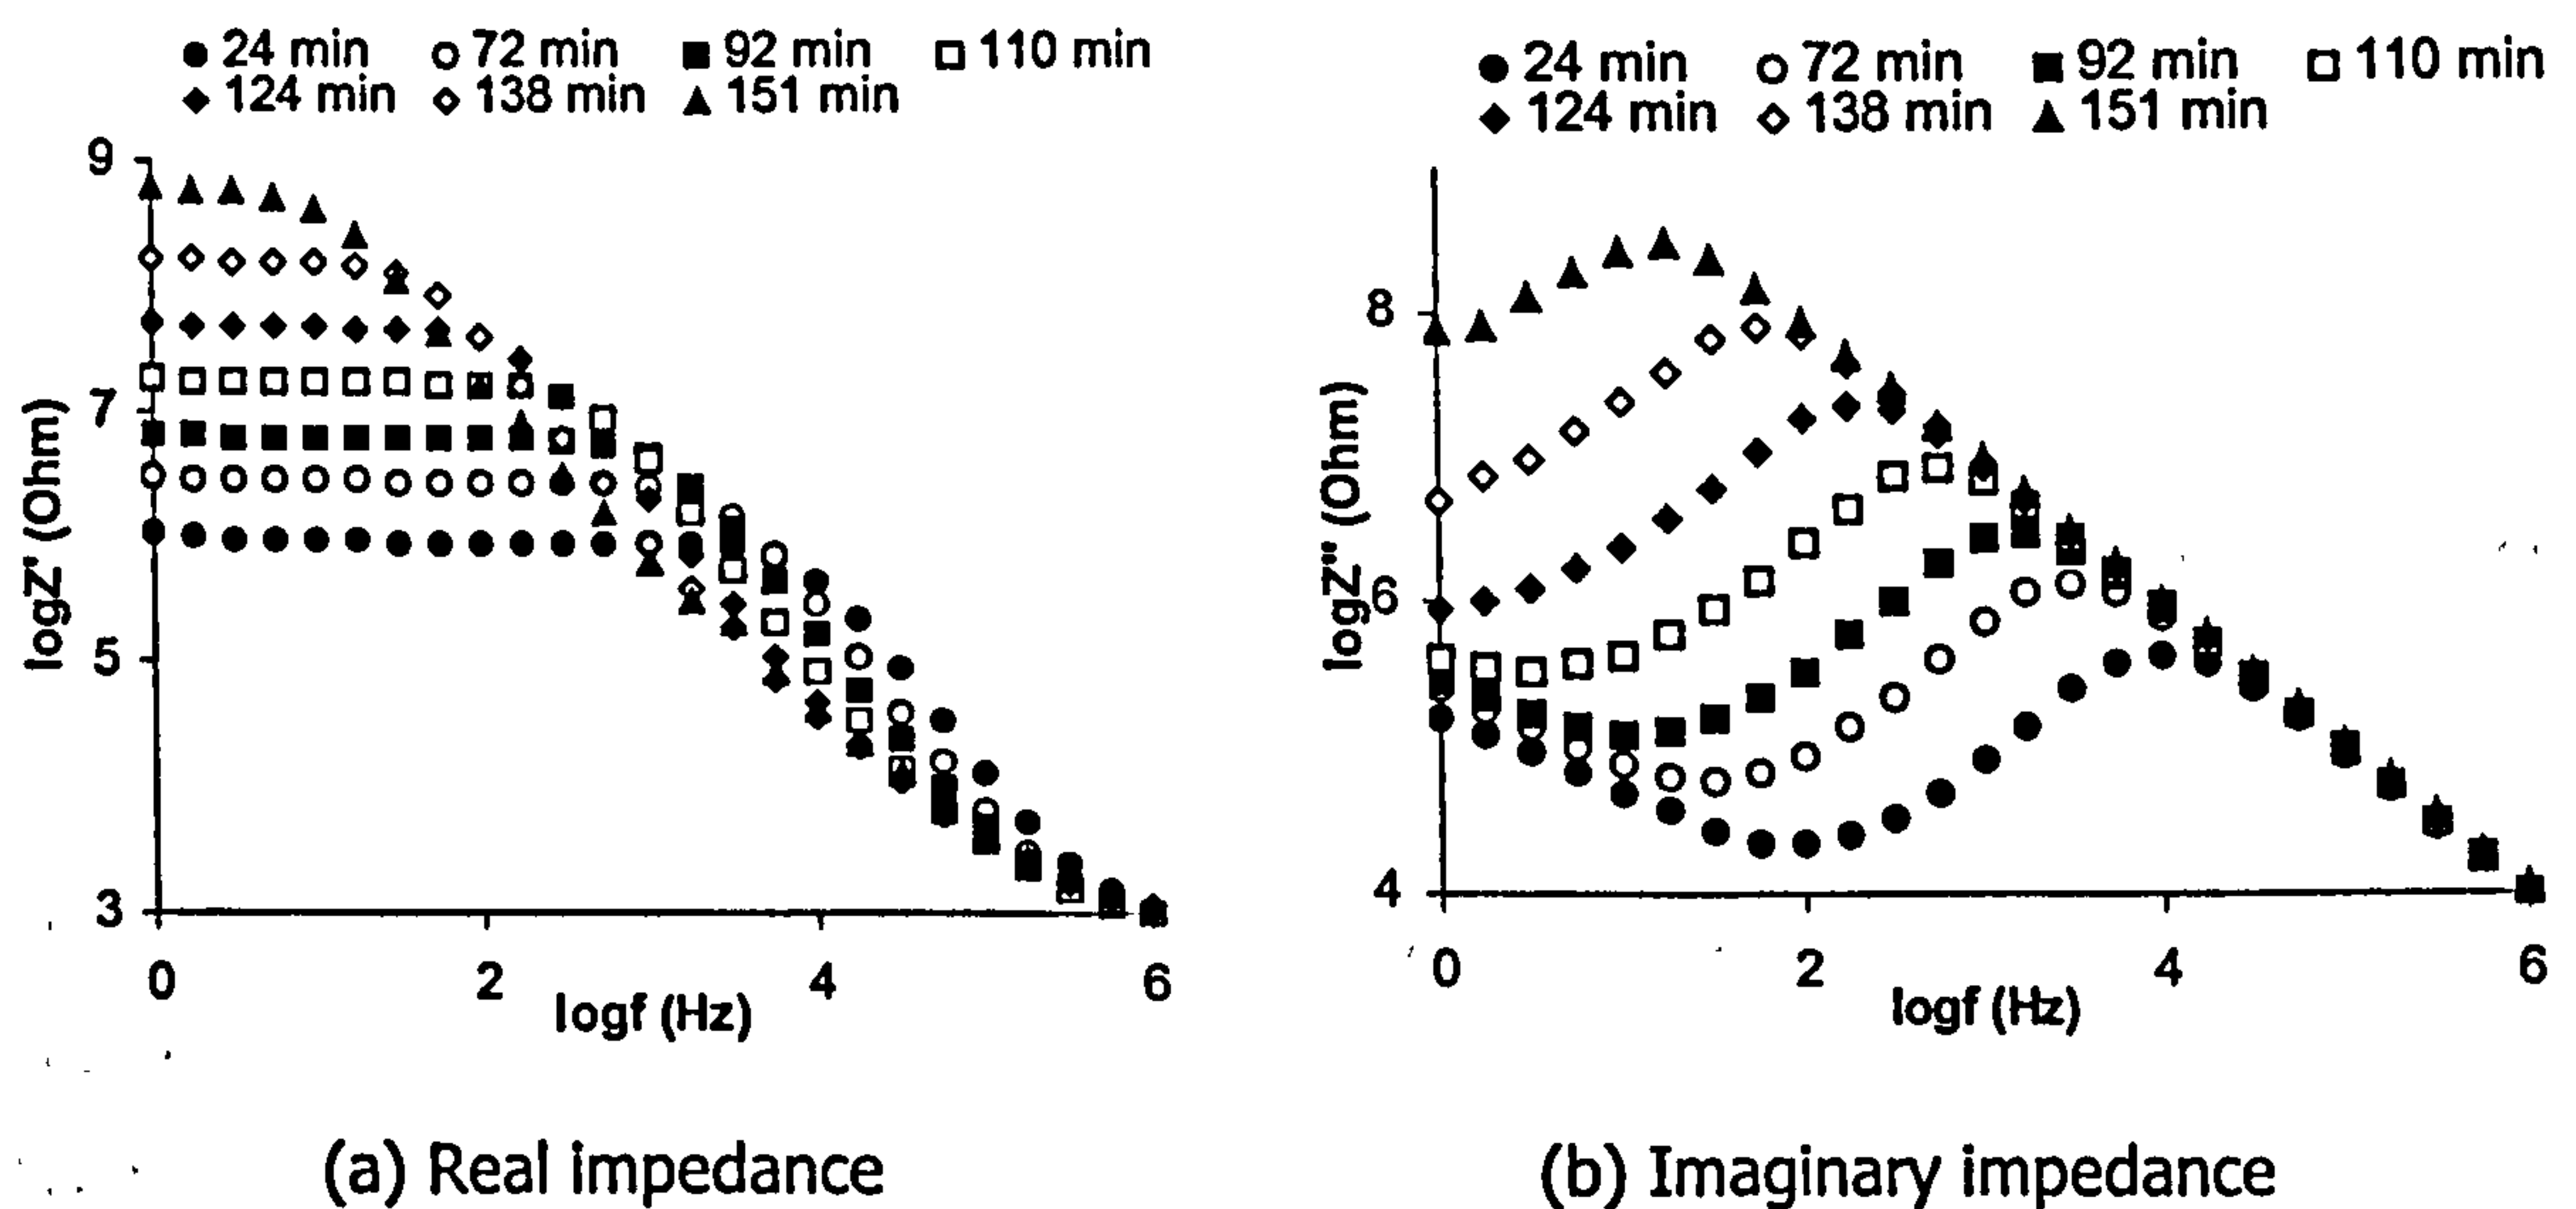 ● 24 min ○ 72 min ■ 92 min □ 110 min
◆ 124 min ◇ 138 min ▲ 151 min
9
7
5
3
logZ' (Ohm)
0 2 4 6
logf (Hz)
(a) Real impedance
● 24 min ○ 72 min ■ 92 min □ 110 min
◆ 124 min ◇ 138 min ▲ 151 min
8
6
4
logZ" (Ohm)
0 2 4 6
logf (Hz)
(b) Imaginary impedance